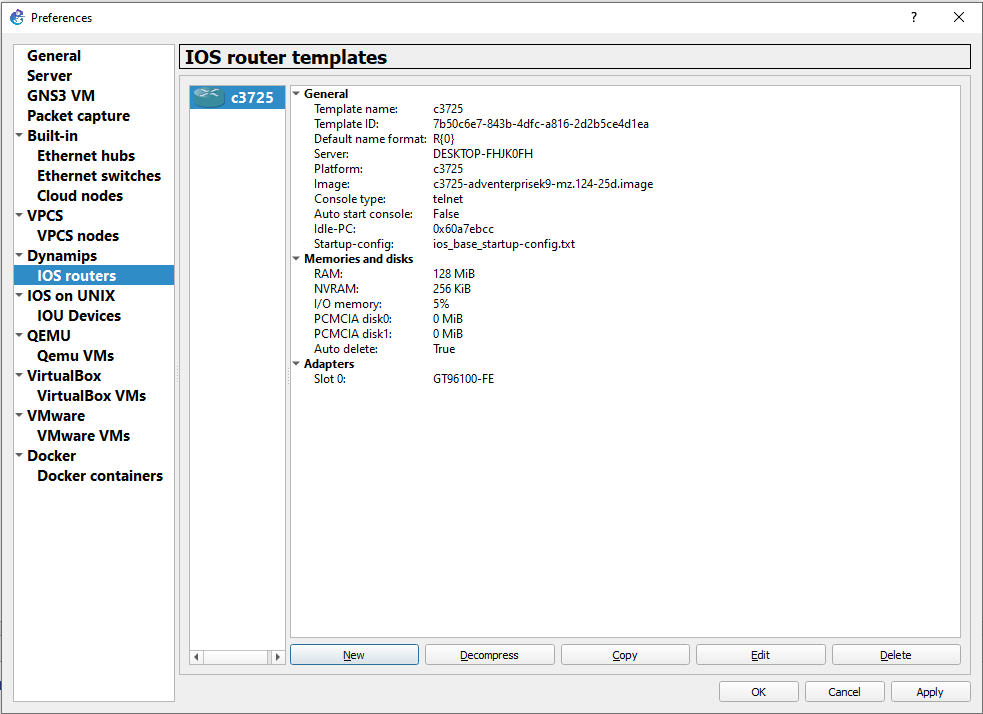 Preferences
?
General
Server
GNS3 VM
Packet capture
Built-in
Ethernet hubs
Ethernet switches
Cloud nodes
VPCS
VPCS nodes
Dynamips
IOS routers
IOS on UNIX
IOU Devices
QEMU
Qemu VMs
VirtualBox
VirtualBox VMs
VMware
VMware VMs
Docker
Docker containers
IOS router templates
c3725
General
Template name: c3725
Template ID: 7b50c6e7-843b-4dfc-a816-2d2b5ce4d1ea
Default name format: R{0}
Server: DESKTOP-FHJK0FH
Platform: c3725
Image: c3725-adventerprisek9-mz.124-25d.image
Console type: telnet
Auto start console: False
Idle-PC: 0x60a7ebcc
Startup-config: ios_base_startup-config.txt
Memories and disks
RAM: 128 MiB
NVRAM: 256 KiB
I/O memory: 5%
PCMCIA disk0: 0 MiB
PCMCIA disk1: 0 MiB
Auto delete: True
Adapters
Slot 0: GT96100-FE
New Decompress Copy Edit Delete
OK Cancel Apply